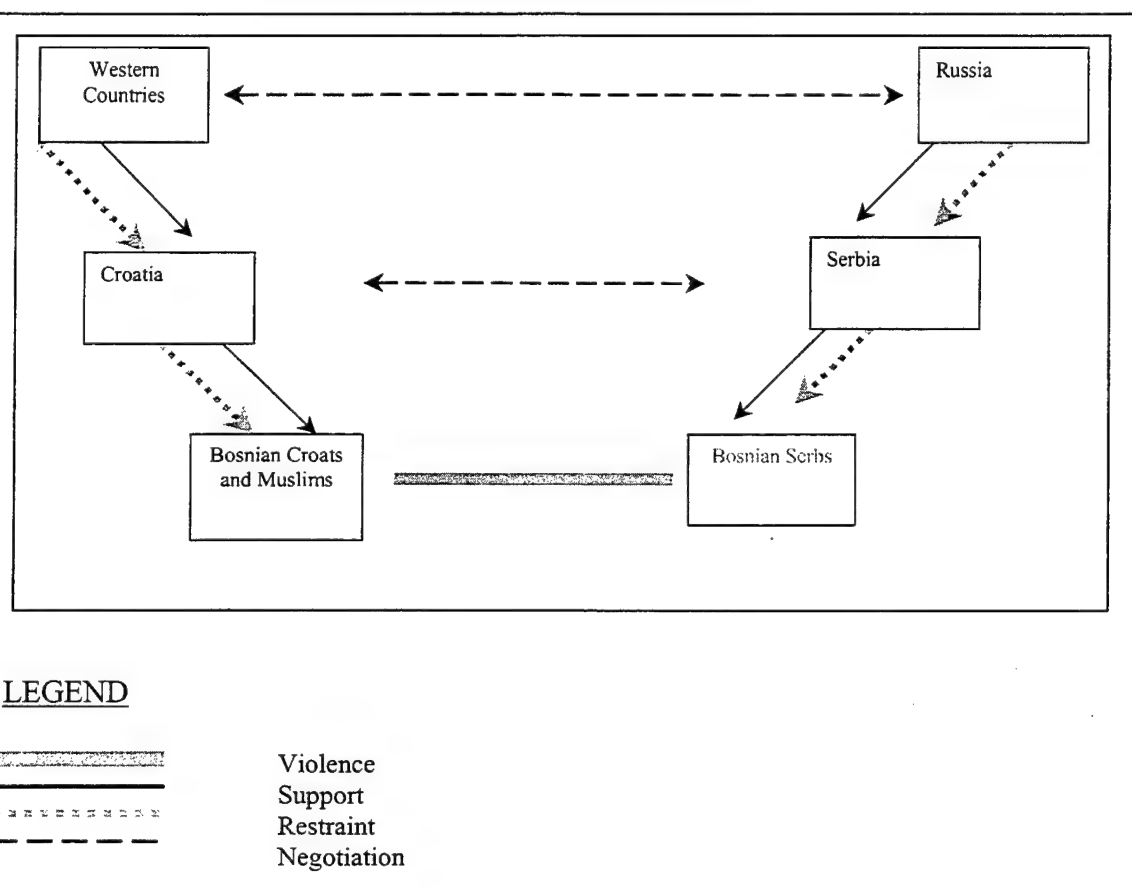 Western
Countries
Russia
Croatia
Serbia
Bosnian Croats
and Muslims
Bosnian Serbs
LEGEND
Violence
Support
Restraint
Negotiation